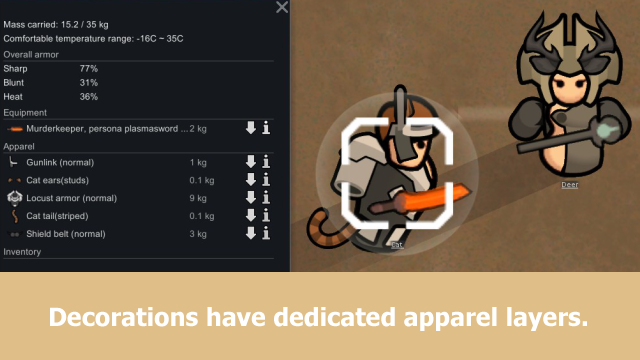 Mass carried: 15.2 / 35 kg
Comfortable temperature range: -16C ~ 35C
Overall armor
Sharp 77%
Blunt 31%
Heat 36%
Equipment
Murderkeeper, persona plasmasword ... 2 kg
Apparel
Gunlink (normal) 1 kg
Cat ears(studs) 0.1 kg
Locust armor (normal) 9 kg
Cat tail(striped) 0.1 kg
Shield belt (normal) 3 kg
Inventory
Deer
Cat
Decorations have dedicated apparel layers.